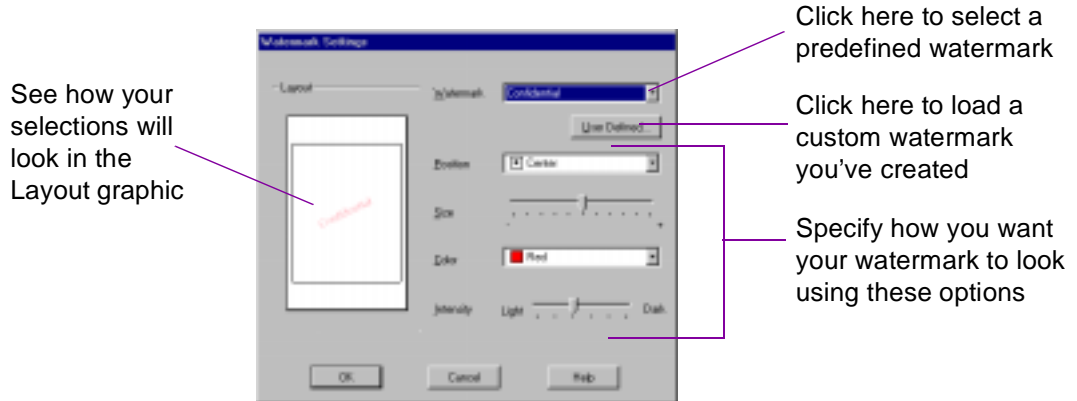 Click here to select a
predefined watermark
Watermark Settings
See how your
selections will
look in the
Layout graphic
Layout
Watermark
Confidential
Click here to load a
custom watermark
you've created
User Defined...
Position
Center
Confidential
Size
-
+
Specify how you want
your watermark to look
using these options
Color
Red
Intensity
Light
Dark
OK
Cancel
Help